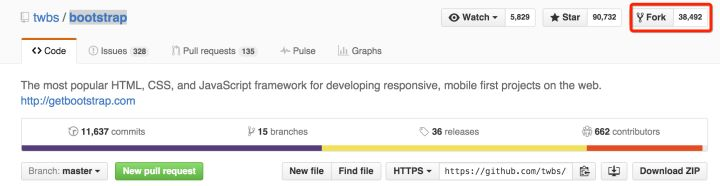 twbs / bootstrap Watch 5,829 Star 90,732 Fork 38,492
Code Issues 328 Pull requests 135 Pulse Graphs
The most popular HTML, CSS, and JavaScript framework for developing responsive, mobile first projects on the web.
http://getbootstrap.com
11,637 commits 15 branches 36 releases 662 contributors
Branch: master New pull request New file Find file HTTPS https://github.com/twbs/ Download ZIP